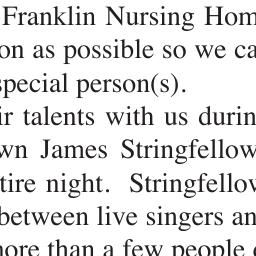 Franklin Nursing Hom
on as possible so we ca
special person(s).
ir talents with us durin
wn James Stringfellow
tire night. Stringfellow
between live singers an
more than a few people